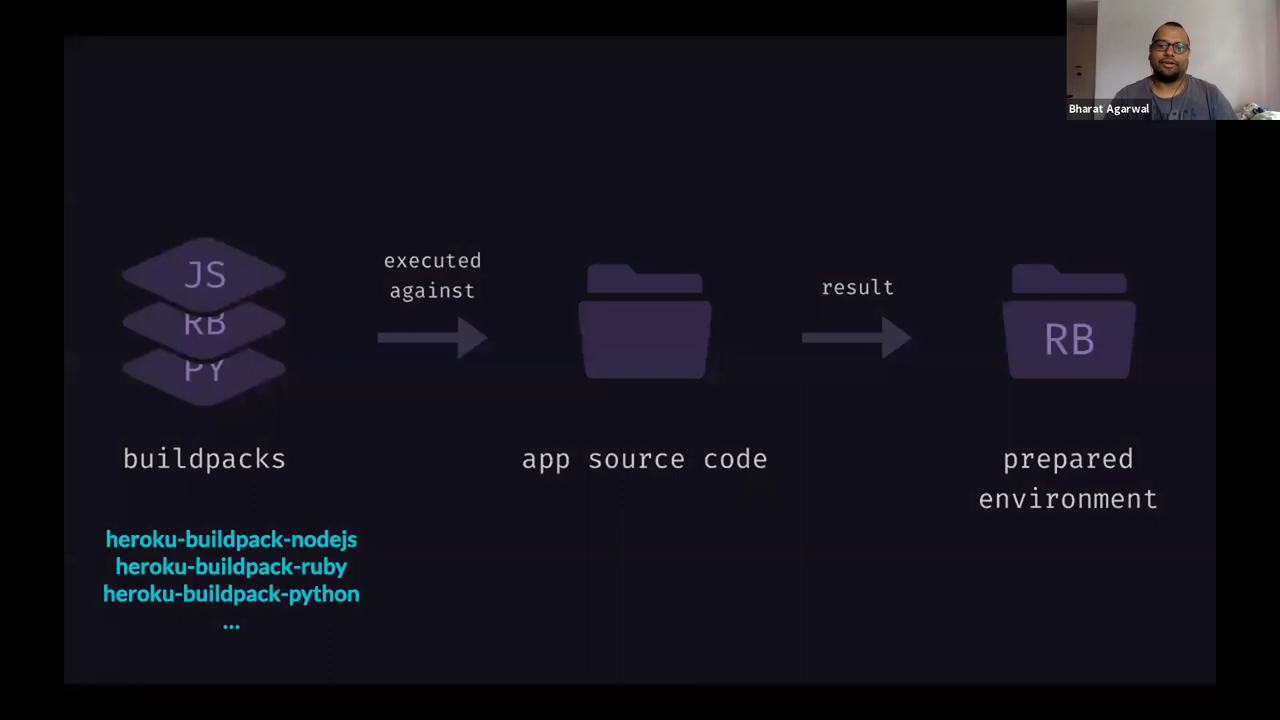 Bharat Agarwal
JS
RB
PY
executed
against
result
RB
buildpacks
app source code
prepared
environment
heroku-buildpack-nodejs
heroku-buildpack-ruby
heroku-buildpack-python
...